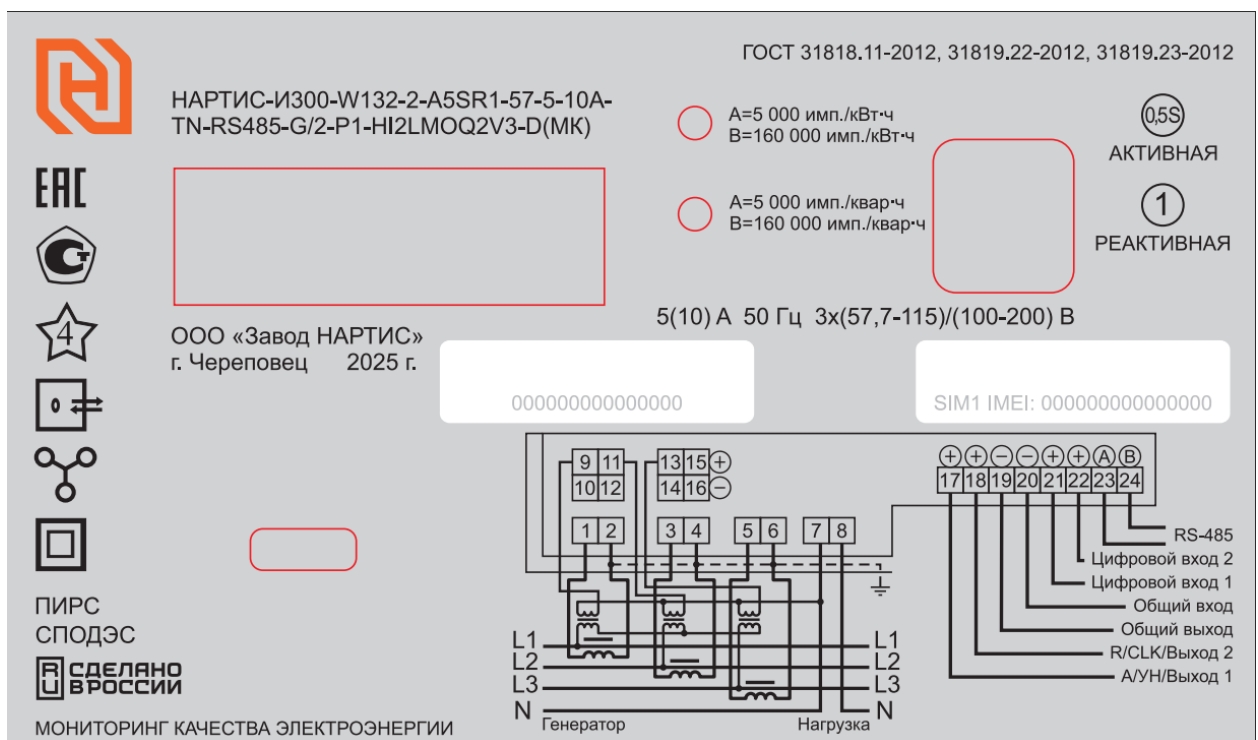 ГОСТ 31818.11-2012, 31819.22-2012, 31819.23-2012
НАРТИС-И300-W132-2-A5SR1-57-5-10A-
TN-RS485-G/2-P1-HI2LMOQ2V3-D(МК)
A=5 000 имп./кВт•ч
B=160 000 имп./кВт•ч
0,5S
АКТИВНАЯ
A=5 000 имп./квар•ч
B=160 000 имп./квар•ч
1
РЕАКТИВНАЯ
EAC
Ст
4
5(10) A 50 Гц 3x(57,7-115)/(100-200) В
ООО «Завод НАРТИС»
г. Череповец 2025 г.
000000000000000
SIM1 IMEI: 000000000000000
9 11 13 15 +
10 12 14 16 −
+ + − − + + A B
17 18 19 20 21 22 23 24
1 2 3 4 5 6 7 8
RS-485
Цифровой вход 2
Цифровой вход 1
Общий вход
Общий выход
R/CLK/Выход 2
А/УН/Выход 1
L1 L1
L2 L2
L3 L3
N N
Генератор Нагрузка
ПИРС
СПОДЭС
RU СДЕЛАНО
В РОССИИ
МОНИТОРИНГ КАЧЕСТВА ЭЛЕКТРОЭНЕРГИИ